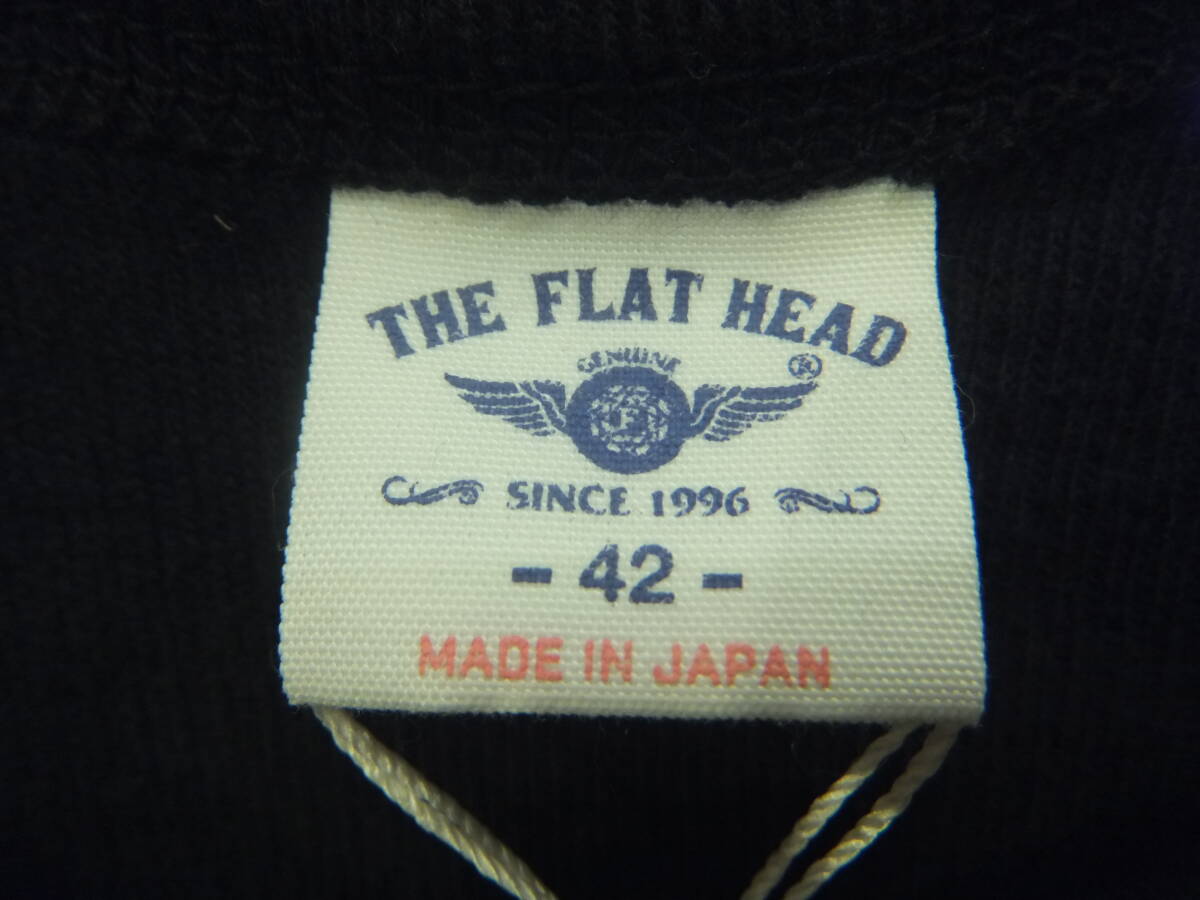 THE FLAT HEAD
GENUINE
®
SINCE 1996
- 42 -
MADE IN JAPAN